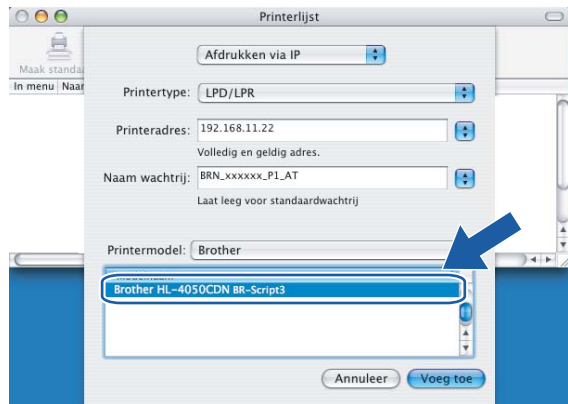 Printerlijst
Afdrukken via IP
Maak standa
In menu Naar
Printertype: LPD/LPR
Printeradres: 192.168.11.22
Volledig en geldig adres.
Naam wachtrij: BRN_xxxxxx_P1_AT
Laat leeg voor standaardwachtrij
Printermodel: Brother
Brother HL-4050CDN BR-Script3
Annuleer
Voeg toe